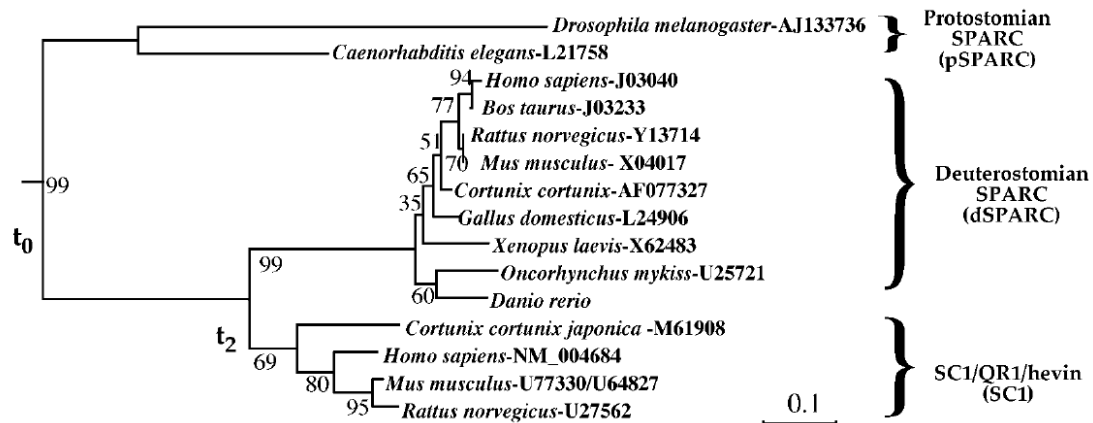 Drosophila melanogaster-AJ133736
Caenorhabditis elegans-L21758
Protostomian
SPARC
(pSPARC)
94
Homo sapiens-J03040
77
Bos taurus-J03233
51
Rattus norvegicus-Y13714
70
Mus musculus- X04017
65
Cortunix cortunix-AF077327
35
Gallus domesticus-L24906
Xenopus laevis-X62483
99
Oncorhynchus mykiss-U25721
60
Danio rerio
Deuterostomian
SPARC
(dSPARC)
99
t0
t2
Cortunix cortunix japonica -M61908
69
Homo sapiens-NM_004684
80
Mus musculus-U77330/U64827
95
Rattus norvegicus-U27562
SC1/QR1/hevin
(SC1)
0.1